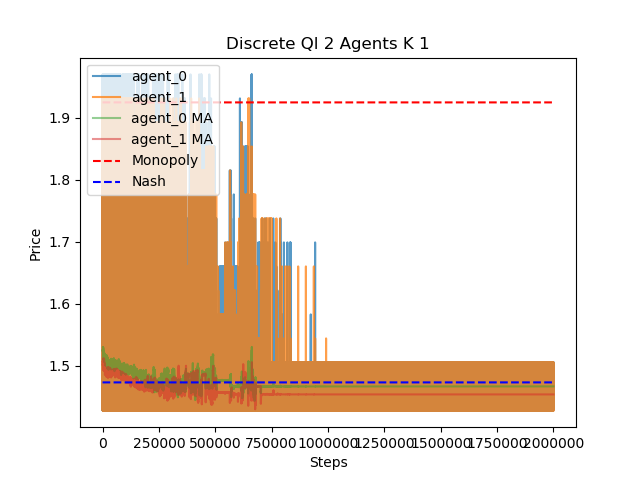 Discrete QI 2 Agents K 1
agent_0
agent_1
agent_0 MA
agent_1 MA
Monopoly
Nash
Price
1.9
1.8
1.7
1.6
1.5
0 250000 500000 750000 1000000 1250000 1500000 1750000 2000000
Steps